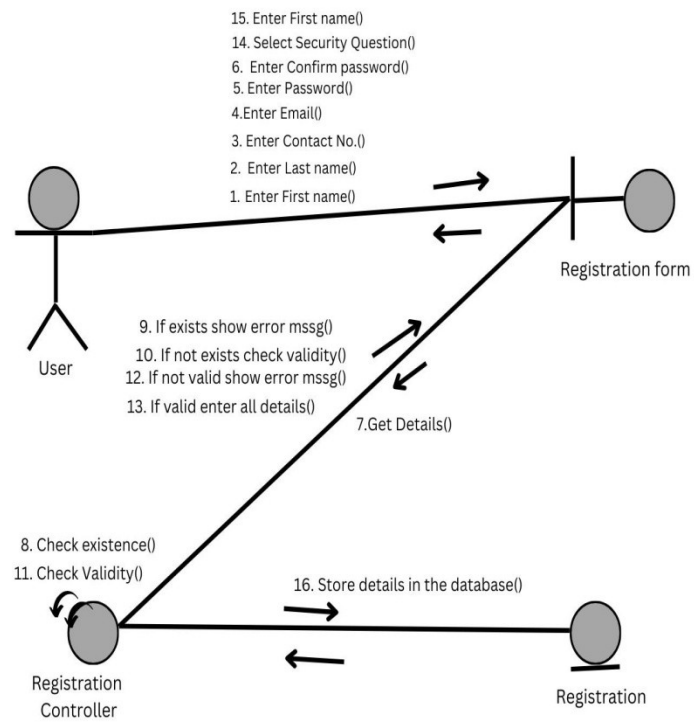 15. Enter First name()
14. Select Security Question()
6. Enter Confirm password()
5. Enter Password()
4.Enter Email()
3. Enter Contact No.()
2. Enter Last name()
1. Enter First name()
Registration form
User
9. If exists show error mssg()
10. If not exists check validity()
12. If not valid show error mssg()
13. If valid enter all details()
7.Get Details()
8. Check existence()
11. Check Validity()
16. Store details in the database()
Registration
Controller
Registration